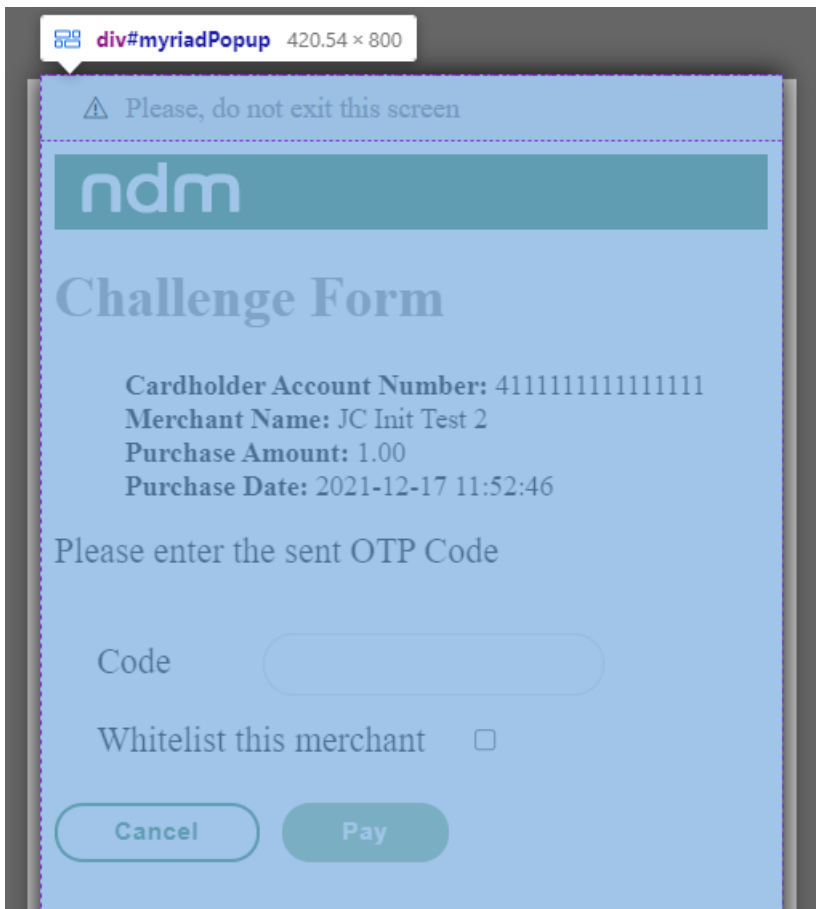 div#myriadPopup 420.54 × 800
Please, do not exit this screen
ndm
Challenge Form
Cardholder Account Number: 4111111111111111
Merchant Name: JC Init Test 2
Purchase Amount: 1.00
Purchase Date: 2021-12-17 11:52:46
Please enter the sent OTP Code
Code
Whitelist this merchant
Cancel Pay